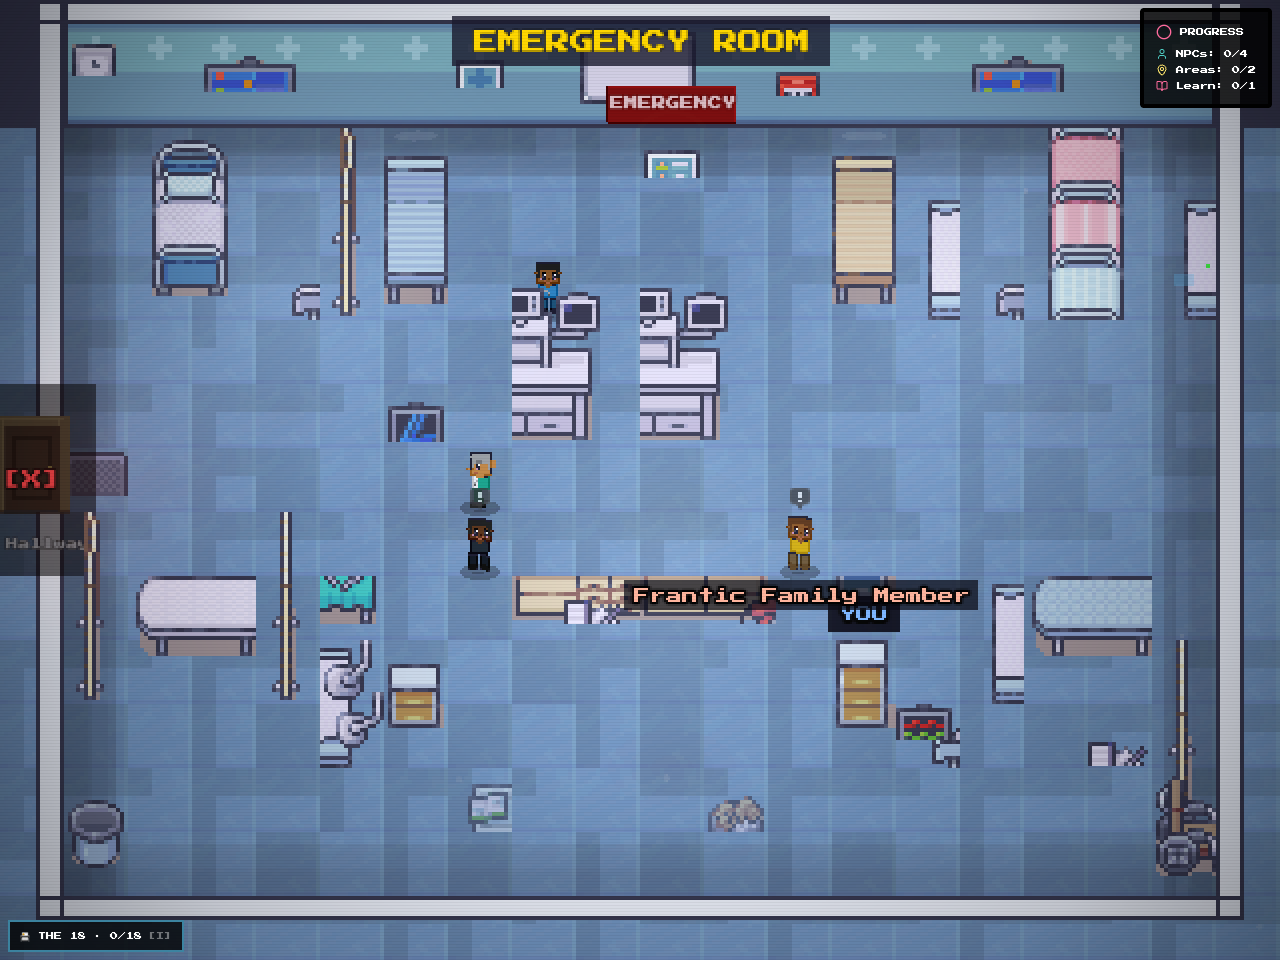 EMERGENCY ROOM
EMERGENCY
PROGRESS
NPCs: 0/4
Areas: 0/2
Learn: 0/1
[X]
Hallway
!
!
Frantic Family Member
YOU
THE 18 · 0/18 [I]